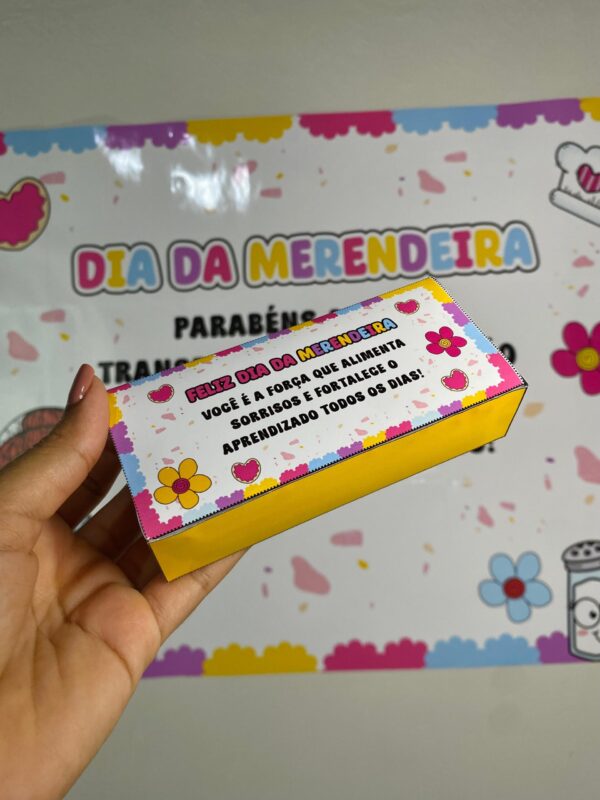 DIA DA MERENDEIRA
PARABÉNS
FELIZ DIA DA MERENDEIRA
VOCÊ É A FORÇA QUE ALIMENTA
SORRISOS E FORTALECE O
APRENDIZADO TODOS OS DIAS!